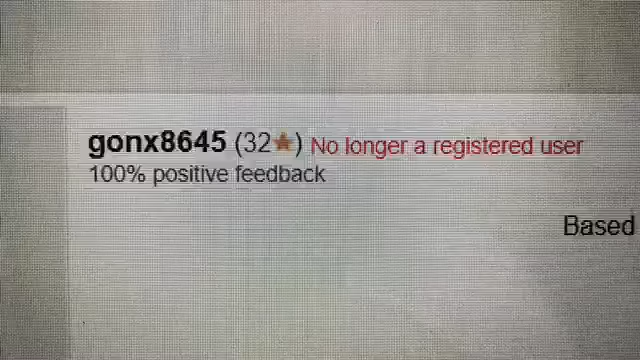 gonx8645 (32★) No longer a registered user
100% positive feedback
Based